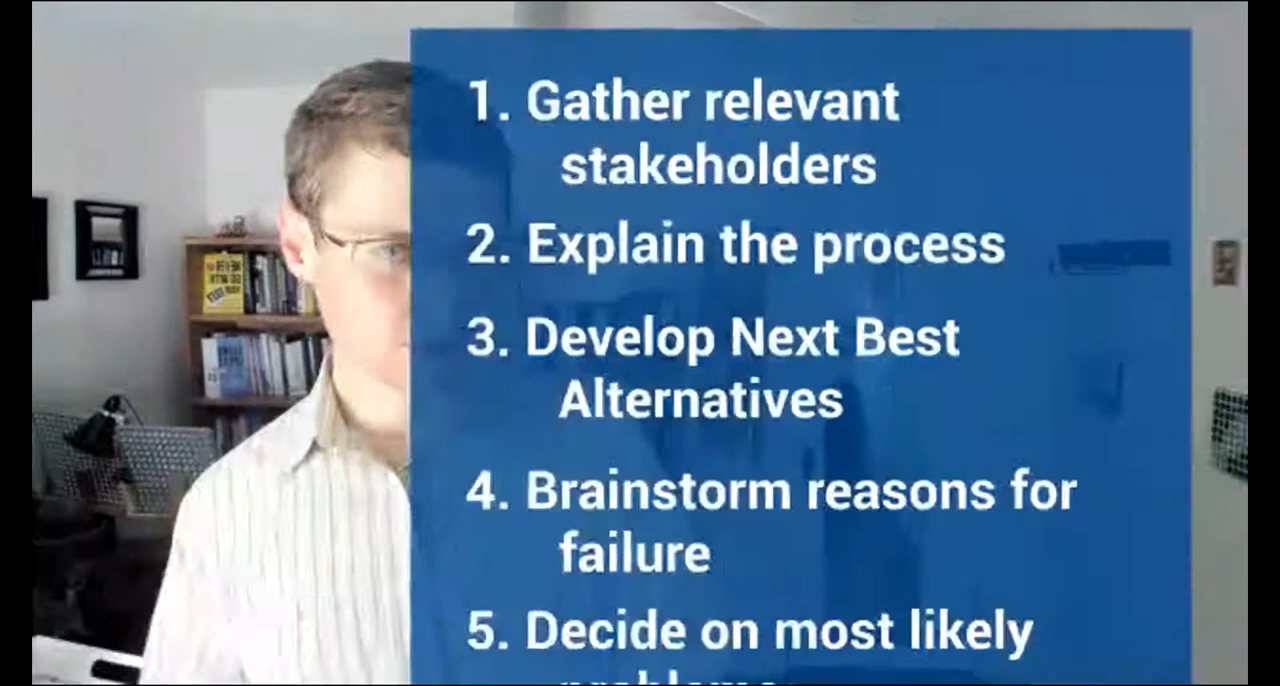 1. Gather relevant
stakeholders
2. Explain the process
3. Develop Next Best
Alternatives
4. Brainstorm reasons for
failure
5. Decide on most likely
problems